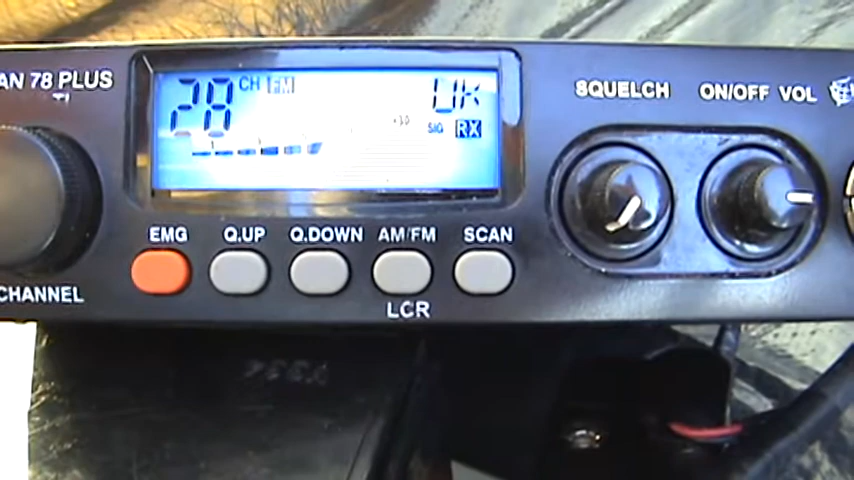 AN 78 PLUS
SQUELCH ON/OFF VOL
28 CH FM UK
+30 SIG RX
EMG Q.UP Q.DOWN AM/FM SCAN
CHANNEL
LCR